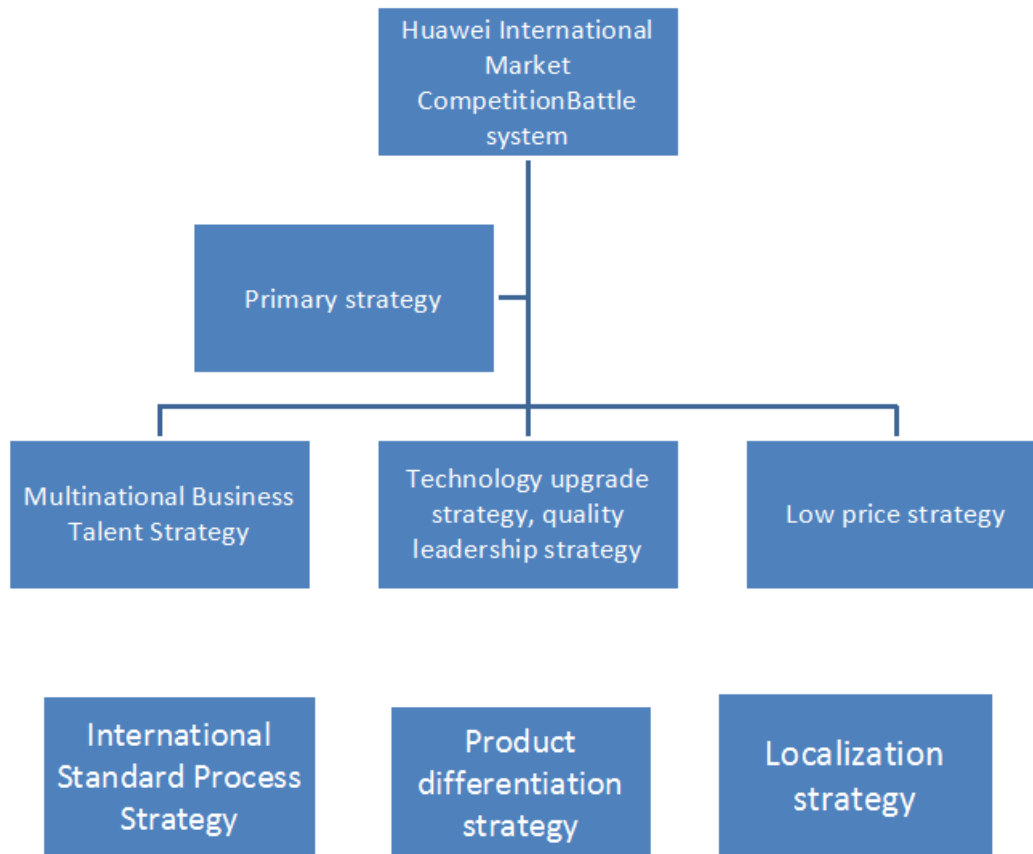 Huawei International
Market
CompetitionBattle
system
Primary strategy
Multinational Business
Talent Strategy
Technology upgrade
strategy, quality
leadership strategy
Low price strategy
International
Standard Process
Strategy
Product
differentiation
strategy
Localization
strategy